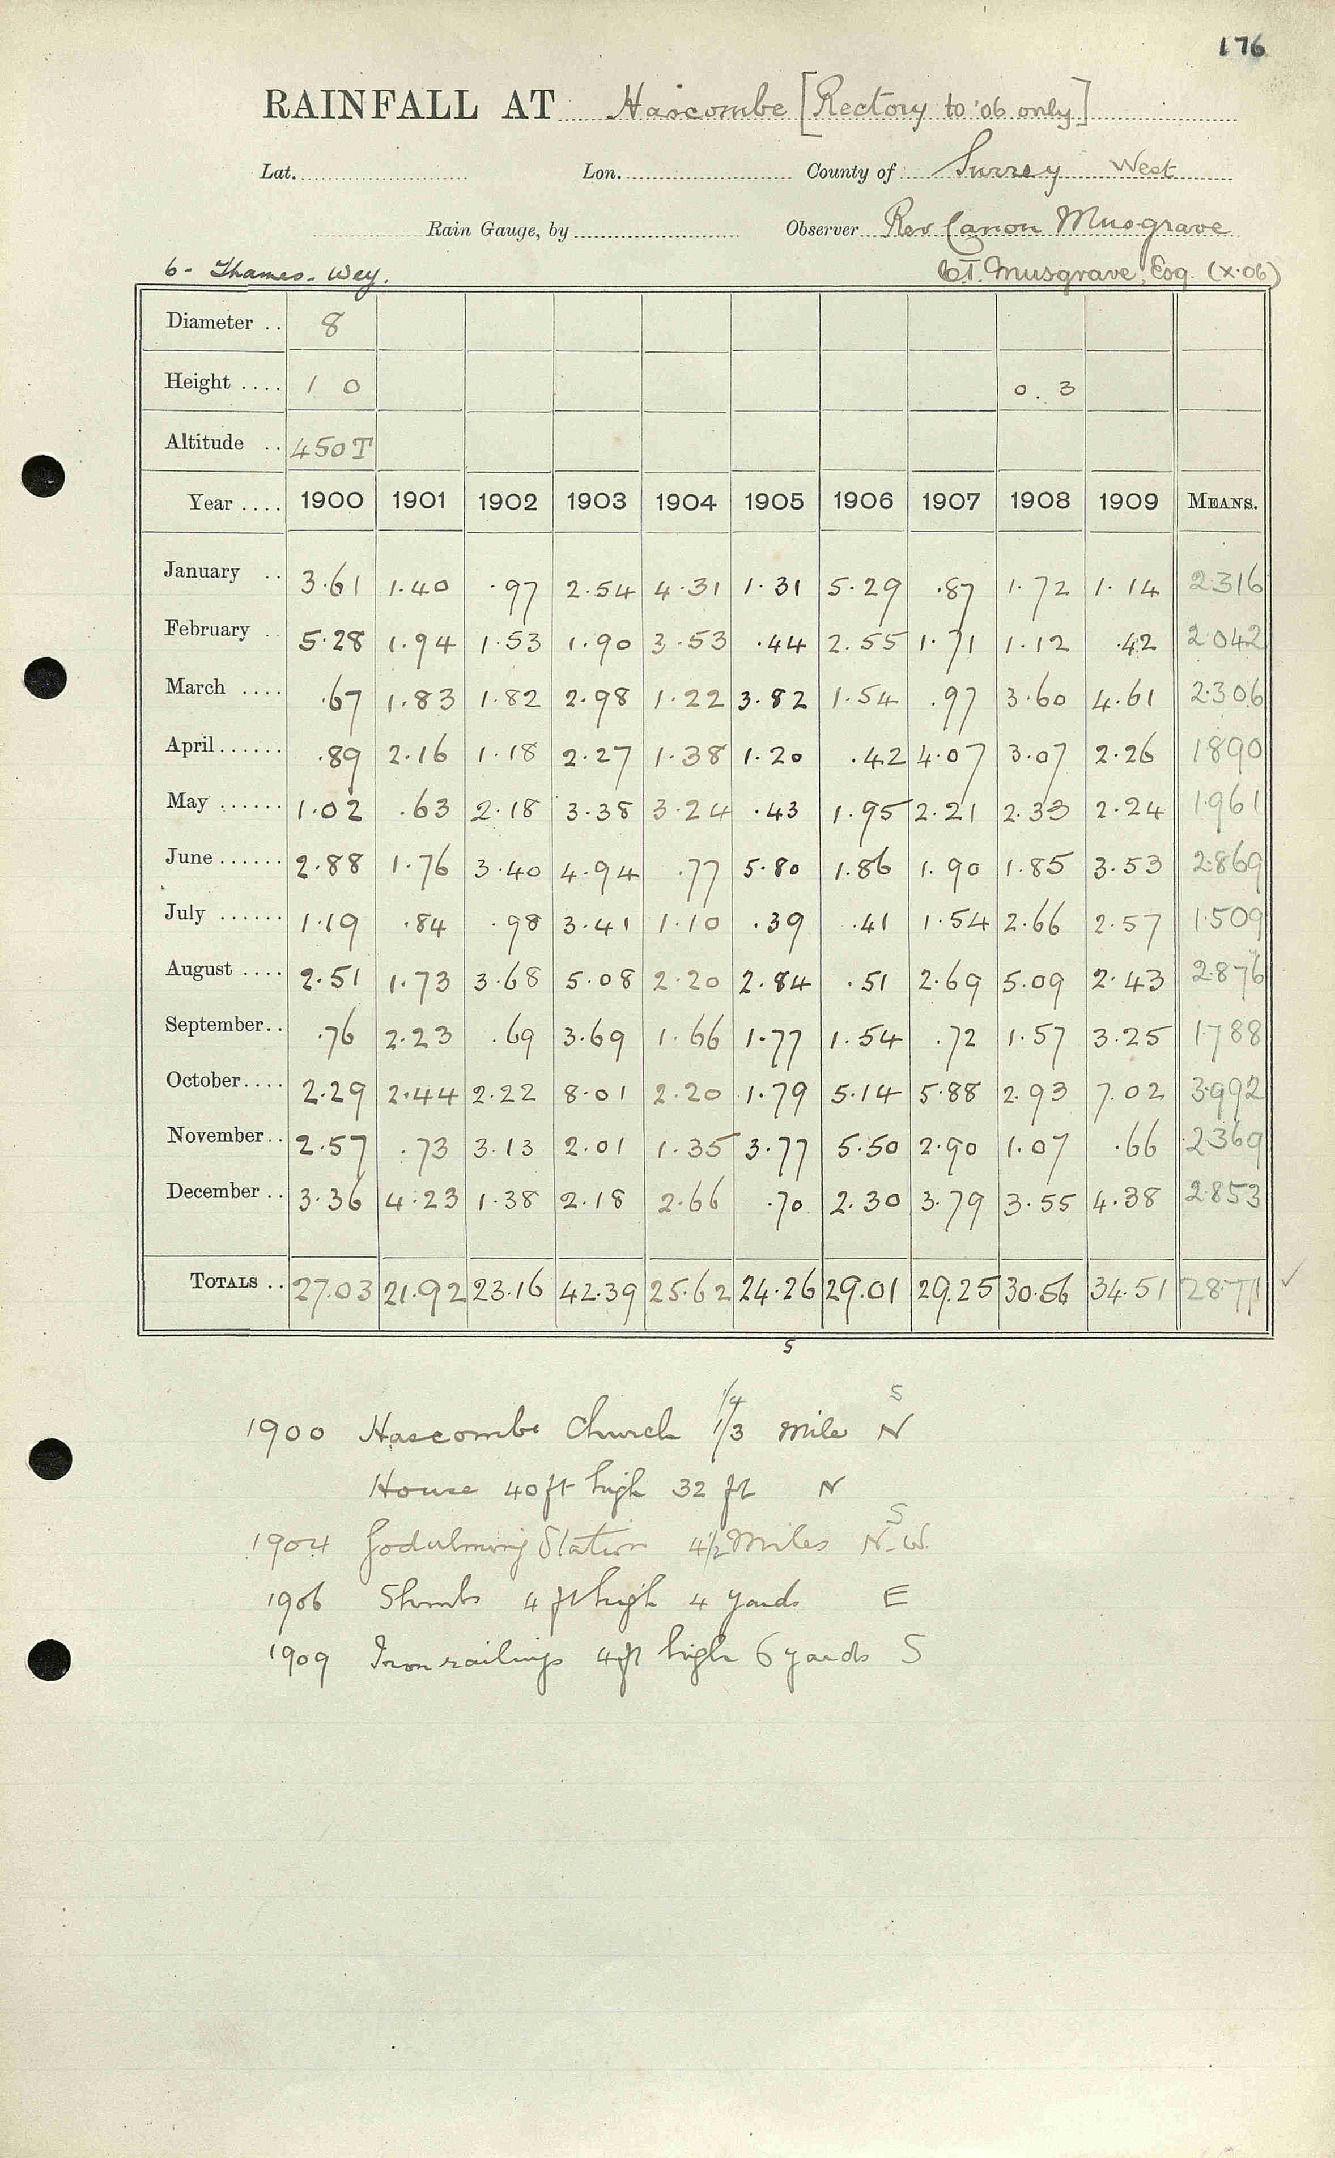 176
RAINFALL AT Hascombe [Rectory to '06 only]
Lat. Lon. County of Surrey West
Rain Gauge, by Observer Rev Canon Musgrave
6 - Thames - Wey. C.T. Musgrave, Esq. (x.06)
Diameter .. 8
Height .... 1 0 0. 3
Altitude .. 450T
Year .... 1900 1901 1902 1903 1904 1905 1906 1907 1908 1909 MEANS.
January .. 3.61 1.40 .97 2.54 4.31 1.31 5.29 .87 1.72 1.14 2.316
February .. 5.28 1.94 1.53 1.90 3.53 .44 2.55 1.71 1.12 .42 2.042
March .... .67 1.83 1.82 2.98 1.22 3.82 1.54 .97 3.60 4.61 2.306
April ...... .89 2.16 1.18 2.27 1.38 1.20 .42 4.07 3.07 2.26 1890
May ...... 1.02 .63 2.18 3.38 3.24 .43 1.95 2.21 2.33 2.24 1.961
June ...... 2.88 1.76 3.40 4.94 .77 5.80 1.86 1.90 1.85 3.53 2.869
July ...... 1.19 .84 .98 3.41 1.10 .39 .41 1.54 2.66 2.57 1.509
August .... 2.51 1.73 3.68 5.08 2.20 2.84 .51 2.69 5.09 2.43 2.876
September .. .76 2.23 .69 3.69 1.66 1.77 1.54 .72 1.57 3.25 1788
October .... 2.29 2.44 2.22 8.01 2.20 1.79 5.14 5.88 2.93 7.02 3.992
November .. 2.57 .73 3.13 2.01 1.35 3.77 5.50 2.90 1.07 .66 2369
December .. 3.36 4.23 1.38 2.18 2.66 .70 2.30 3.79 3.55 4.38 2.853
TOTALS .. 27.03 21.92 23.16 42.39 25.62 24.26 29.01 29.25 30.56 34.51 28.771 ✓
5
1/4 S
1900 Hascombe Church 1/3 mile N
House 40ft high 32 ft N
S
1904 Godalming Station 4 1/2 Miles N.W.
1906 Shrubs 4 ft high 4 yards E
1909 Iron railings 4ft high 6 yards S